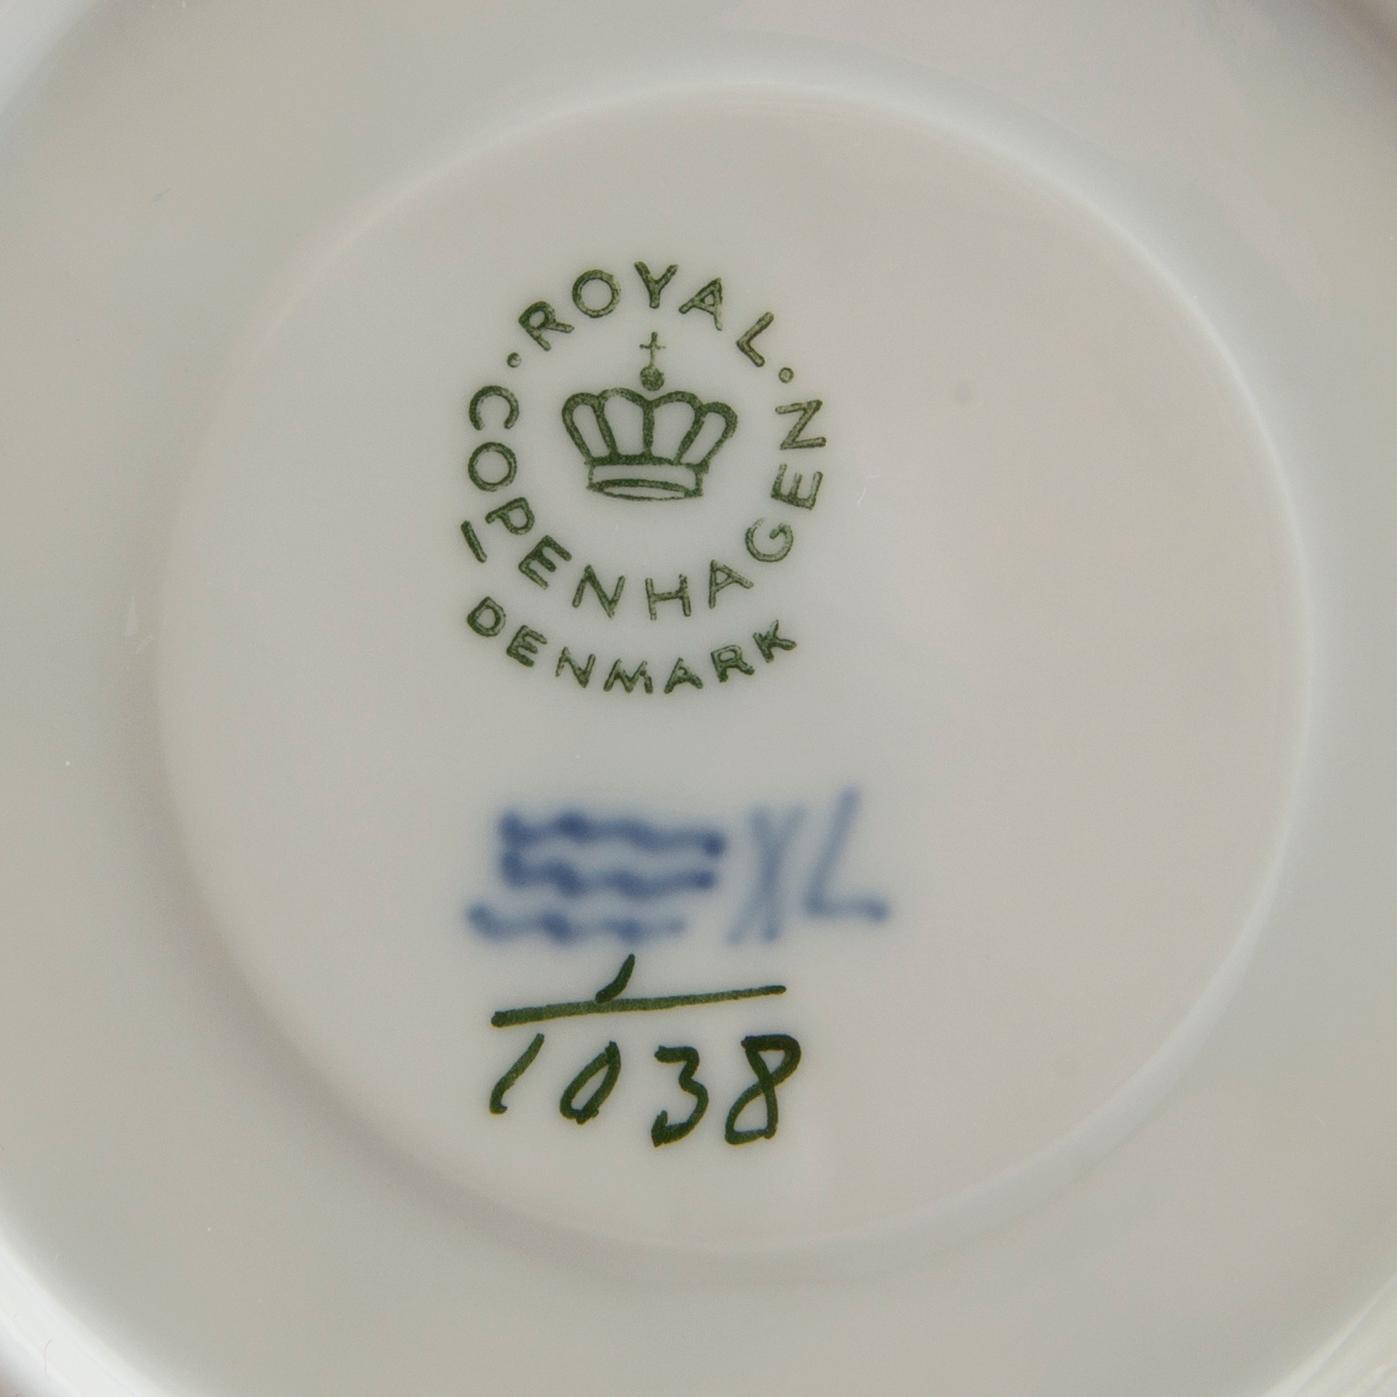 · ROYAL ·
COPENHAGEN
DENMARK
XL
1
1038